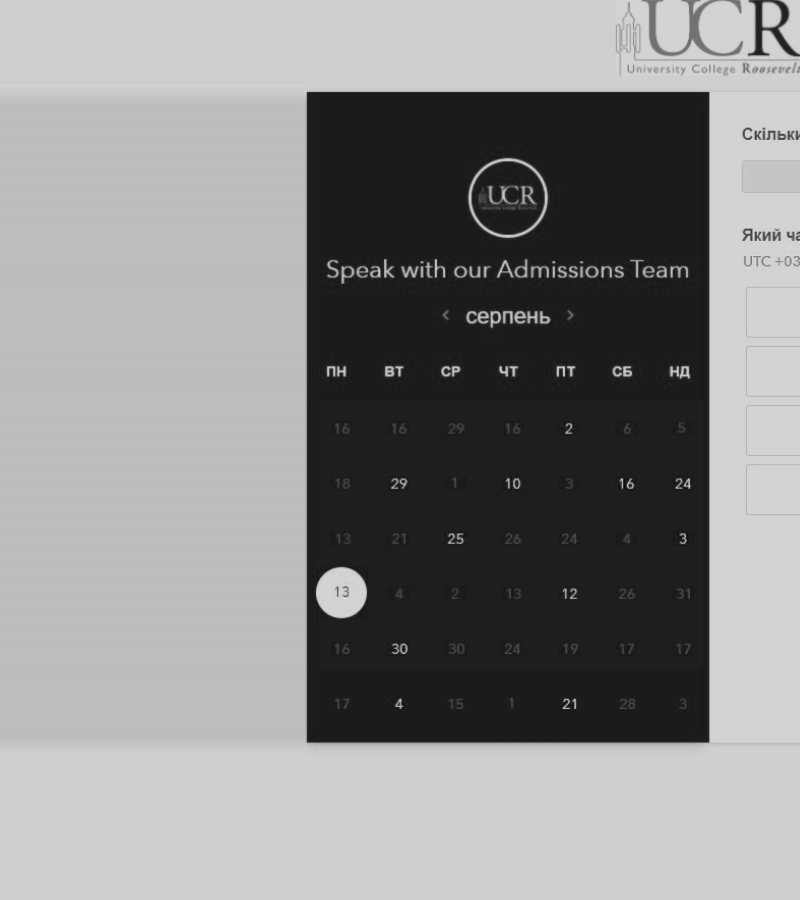 UCR
University College Roosevelt
UCR
Speak with our Admissions Team
< серпень >
ПН ВТ СР ЧТ ПТ СБ НД
16 16 29 16 2 6 5
18 29 1 10 3 16 24
13 21 25 26 24 4 3
13 4 2 13 12 26 31
16 30 30 24 19 17 17
17 4 15 1 21 28 3
Скільки
Який ча
UTC +03